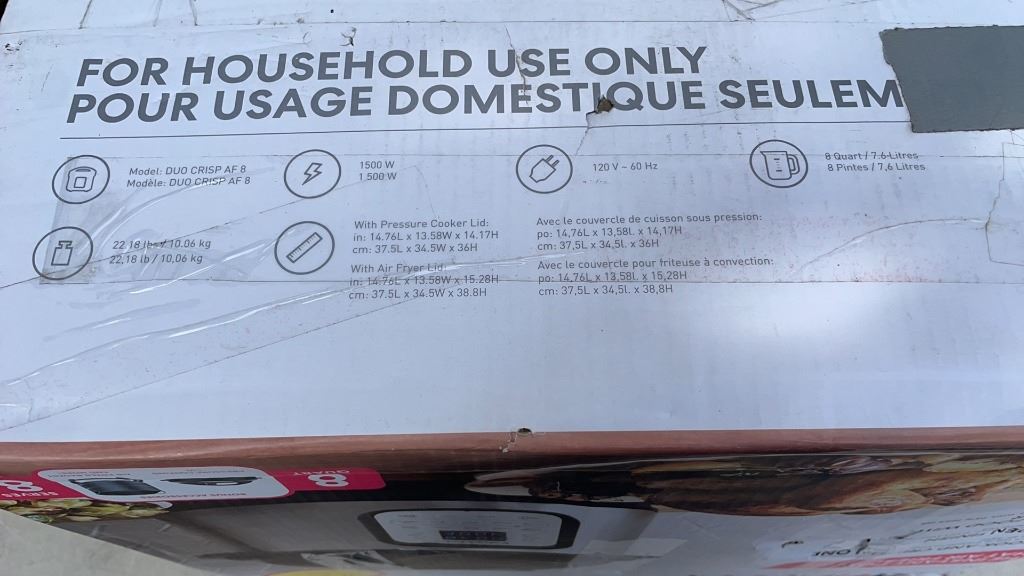 FOR HOUSEHOLD USE ONLY
POUR USAGE DOMESTIQUE SEULEM
Model: DUO CRISP AF 8
Modèle: DUO CRISP AF 8
1500 W
1 500 W
120 V ~ 60 Hz
8 Quart / 7.6 Litres
8 Pintes / 7,6 Litres
22.18 lb / 10.06 kg
22,18 lb / 10,06 kg
With Pressure Cooker Lid:
in: 14.76L x 13.58W x 14.17H
cm: 37.5L x 34.5W x 36H
With Air Fryer Lid:
in: 14.76L x 13.58W x 15.28H
cm: 37.5L x 34.5W x 38.8H
Avec le couvercle de cuisson sous pression:
po: 14,76L x 13,58l. x 14,17H
cm: 37,5L x 34,5l. x 36H
Avec le couvercle pour friteuse à convection:
po: 14,76L x 13,58l. x 15,28H
cm: 37,5L x 34,5l. x 38,8H
8
QUART